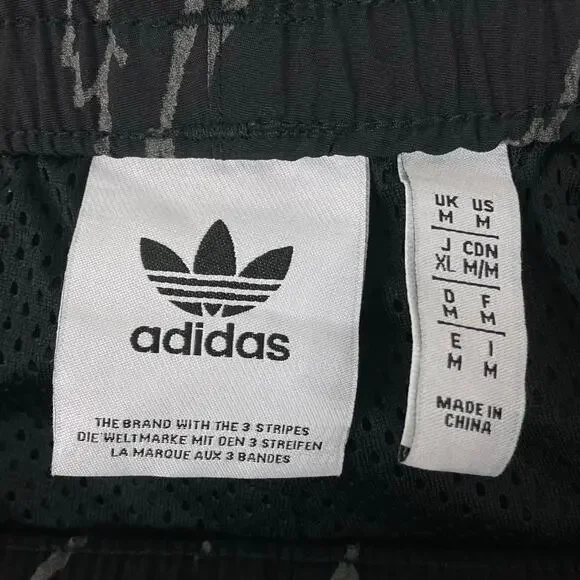 adidas
THE BRAND WITH THE 3 STRIPES
DIE WELTMARKE MIT DEN 3 STREIFEN
LA MARQUE AUX 3 BANDES
UK US
M M
J CDN
XL M/M
D F
M M
E I
M M
MADE IN
CHINA